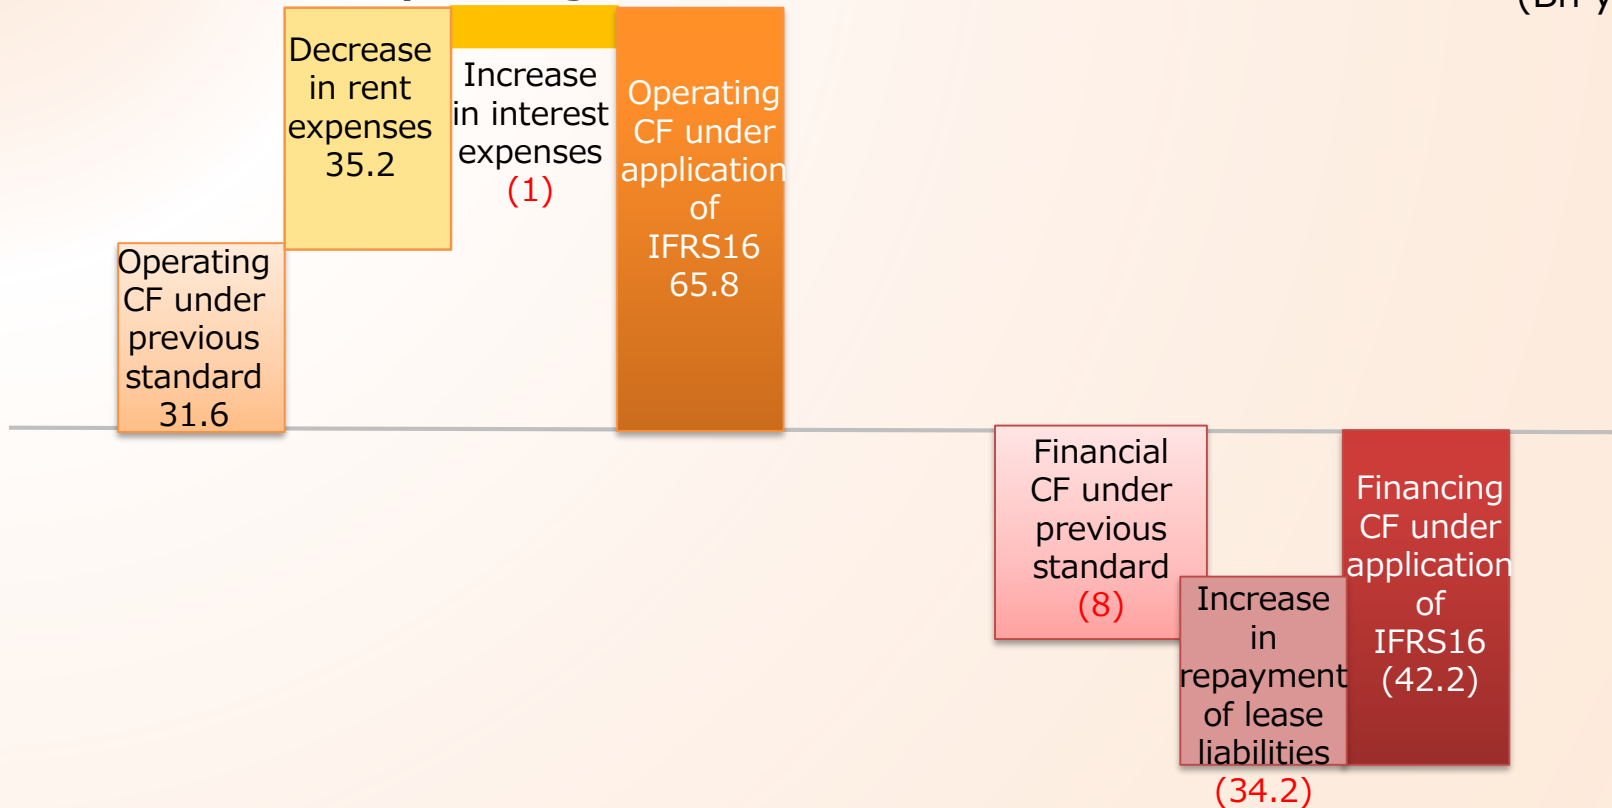 (Bn y
Decrease
in rent
expenses
35.2
Increase
in interest
expenses
(1)
Operating
CF under
application
of
IFRS16
65.8
Operating
CF under
previous
standard
31.6
Financial
CF under
previous
standard
(8)
Increase
in
repayment
of lease
liabilities
(34.2)
Financing
CF under
application
of
IFRS16
(42.2)